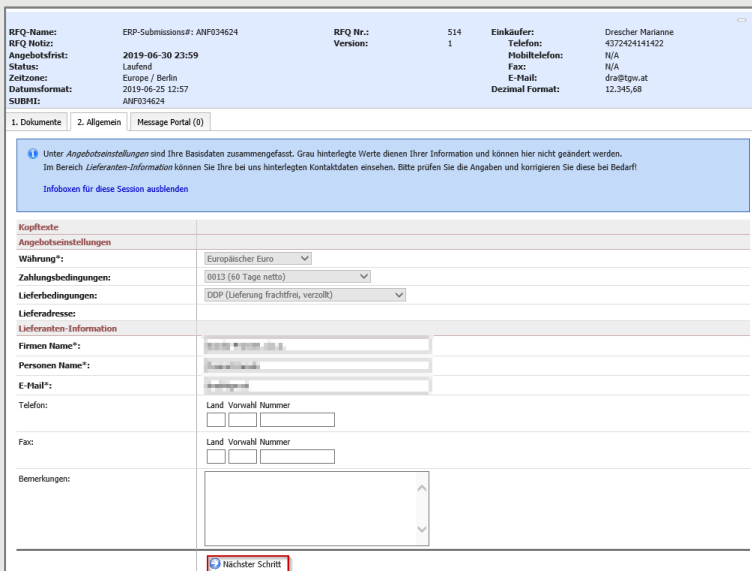 RFQ-Name: ERP-Submissions#: ANF034624 RFQ Nr.: 514 Einkäufer: Drescher Marianne
RFQ Notiz: Version: 1 Telefon: 4372424141422
Angebotsfrist: 2019-06-30 23:59 Mobiltelefon: N/A
Status: Laufend Fax: N/A
Zeitzone: Europe / Berlin E-Mail: dra@tgw.at
Datumsformat: 2019-06-25 12:57 Dezimal Format: 12.345,68
SUBMI: ANF034624
1. Dokumente 2. Allgemein Message Portal (0)
Unter Angebotseinstellungen sind Ihre Basisdaten zusammengefasst. Grau hinterlegte Werte dienen Ihrer Information und können hier nicht geändert werden.
Im Bereich Lieferanten-Information können Sie Ihre bei uns hinterlegten Kontaktdaten einsehen. Bitte prüfen Sie die Angaben und korrigieren Sie diese bei Bedarf!
Infoboxen für diese Session ausblenden
Kopftexte
Angebotseinstellungen
Währung*: Europäischer Euro
Zahlungsbedingungen: 0013 (60 Tage netto)
Lieferbedingungen: DDP (Lieferung frachtfrei, verzollt)
Lieferadresse:
Lieferanten-Information
Firmen Name*:
Personen Name*:
E-Mail*:
Telefon: Land Vorwahl Nummer
Fax: Land Vorwahl Nummer
Bemerkungen:
Nächster Schritt